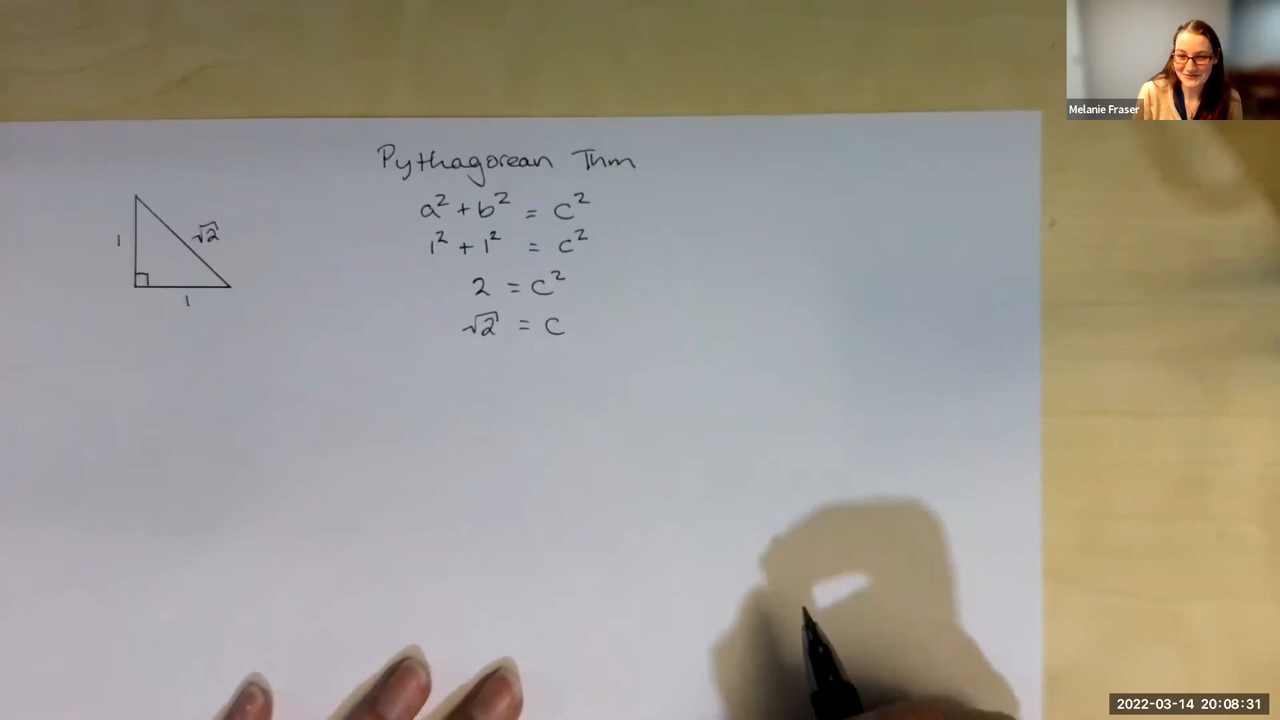 Melanie Fraser
Pythagorean Thm
a² + b² = c²
1² + 1² = c²
2 = c²
√2 = c
1
√2
1
2022-03-14 20:08:31